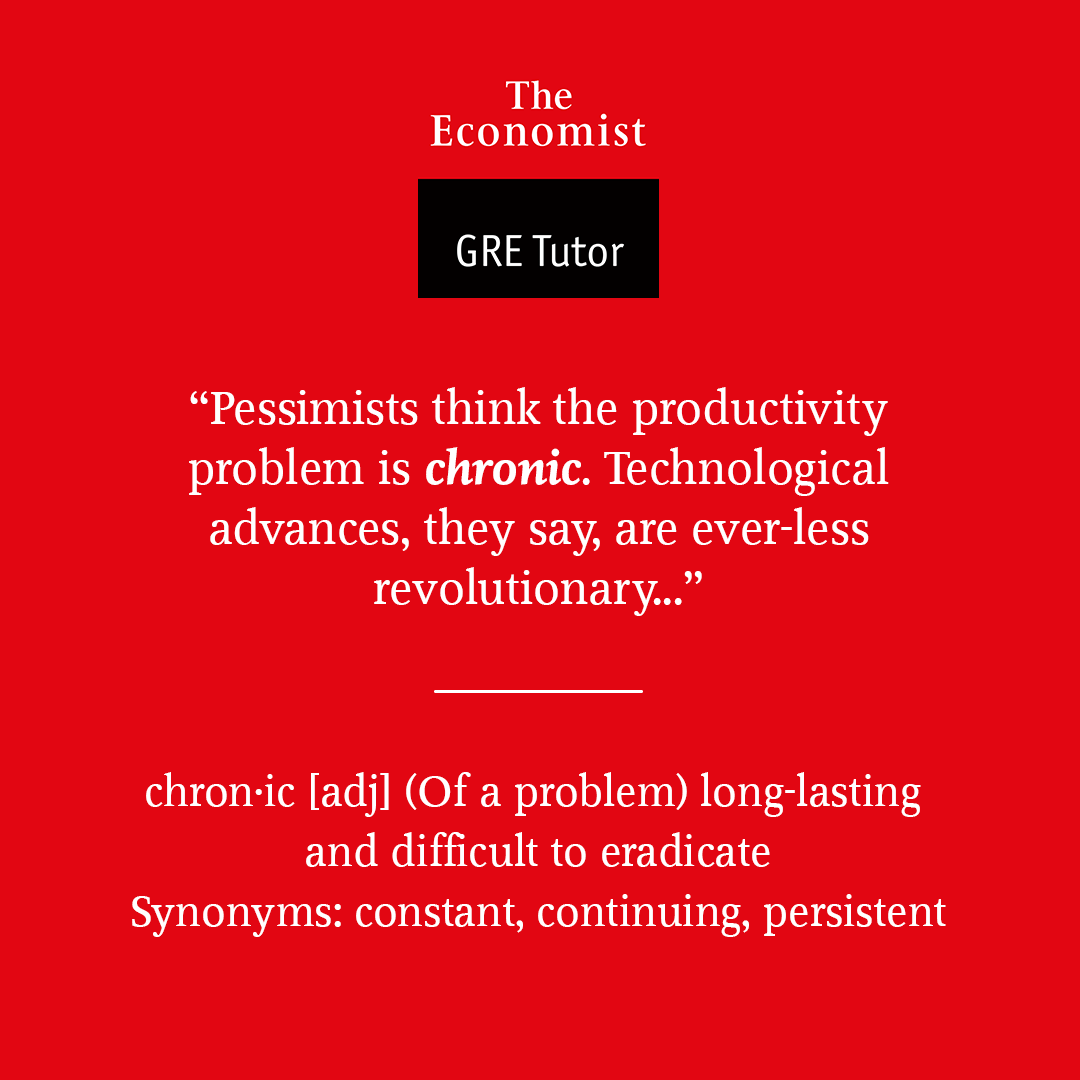 The
Economist
GRE Tutor
“Pessimists think the productivity
problem is chronic. Technological
advances, they say, are ever-less
revolutionary...”
chron·ic [adj] (Of a problem) long-lasting
and difficult to eradicate
Synonyms: constant, continuing, persistent